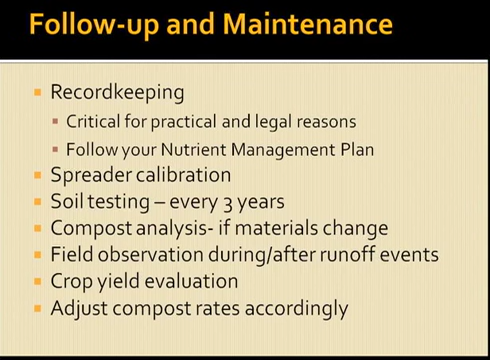 Follow-up and Maintenance
Recordkeeping
Critical for practical and legal reasons
Follow your Nutrient Management Plan
Spreader calibration
Soil testing – every 3 years
Compost analysis- if materials change
Field observation during/after runoff events
Crop yield evaluation
Adjust compost rates accordingly